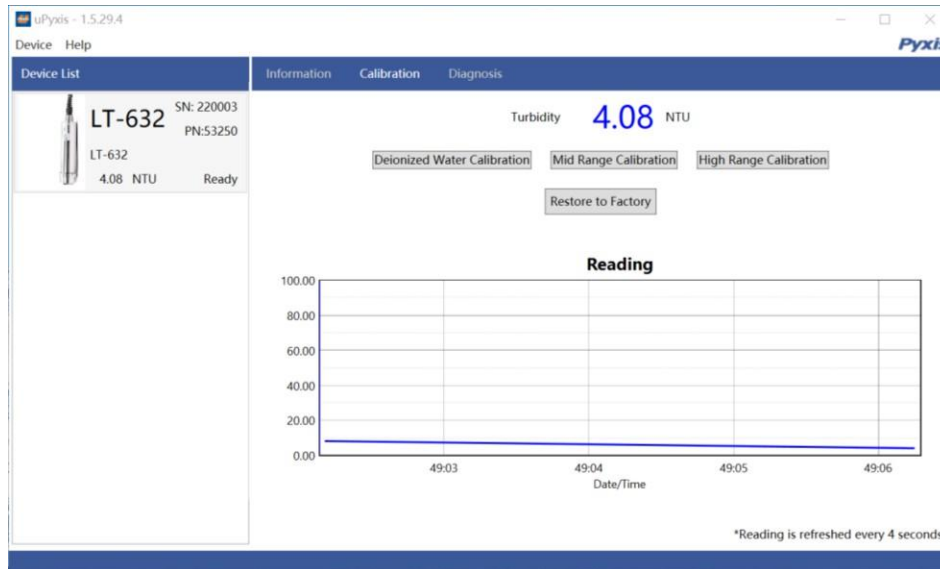 uPyxis - 1.5.29.4
Device Help
Pyxis
Device List
Information Calibration Diagnosis
LT-632
SN: 220003
PN:53250
LT-632
4.08 NTU Ready
Turbidity 4.08 NTU
Deionized Water Calibration Mid Range Calibration High Range Calibration
Restore to Factory
Reading
100.00
80.00
60.00
40.00
20.00
0.00
49:03 49:04 49:05 49:06
Date/Time
*Reading is refreshed every 4 seconds